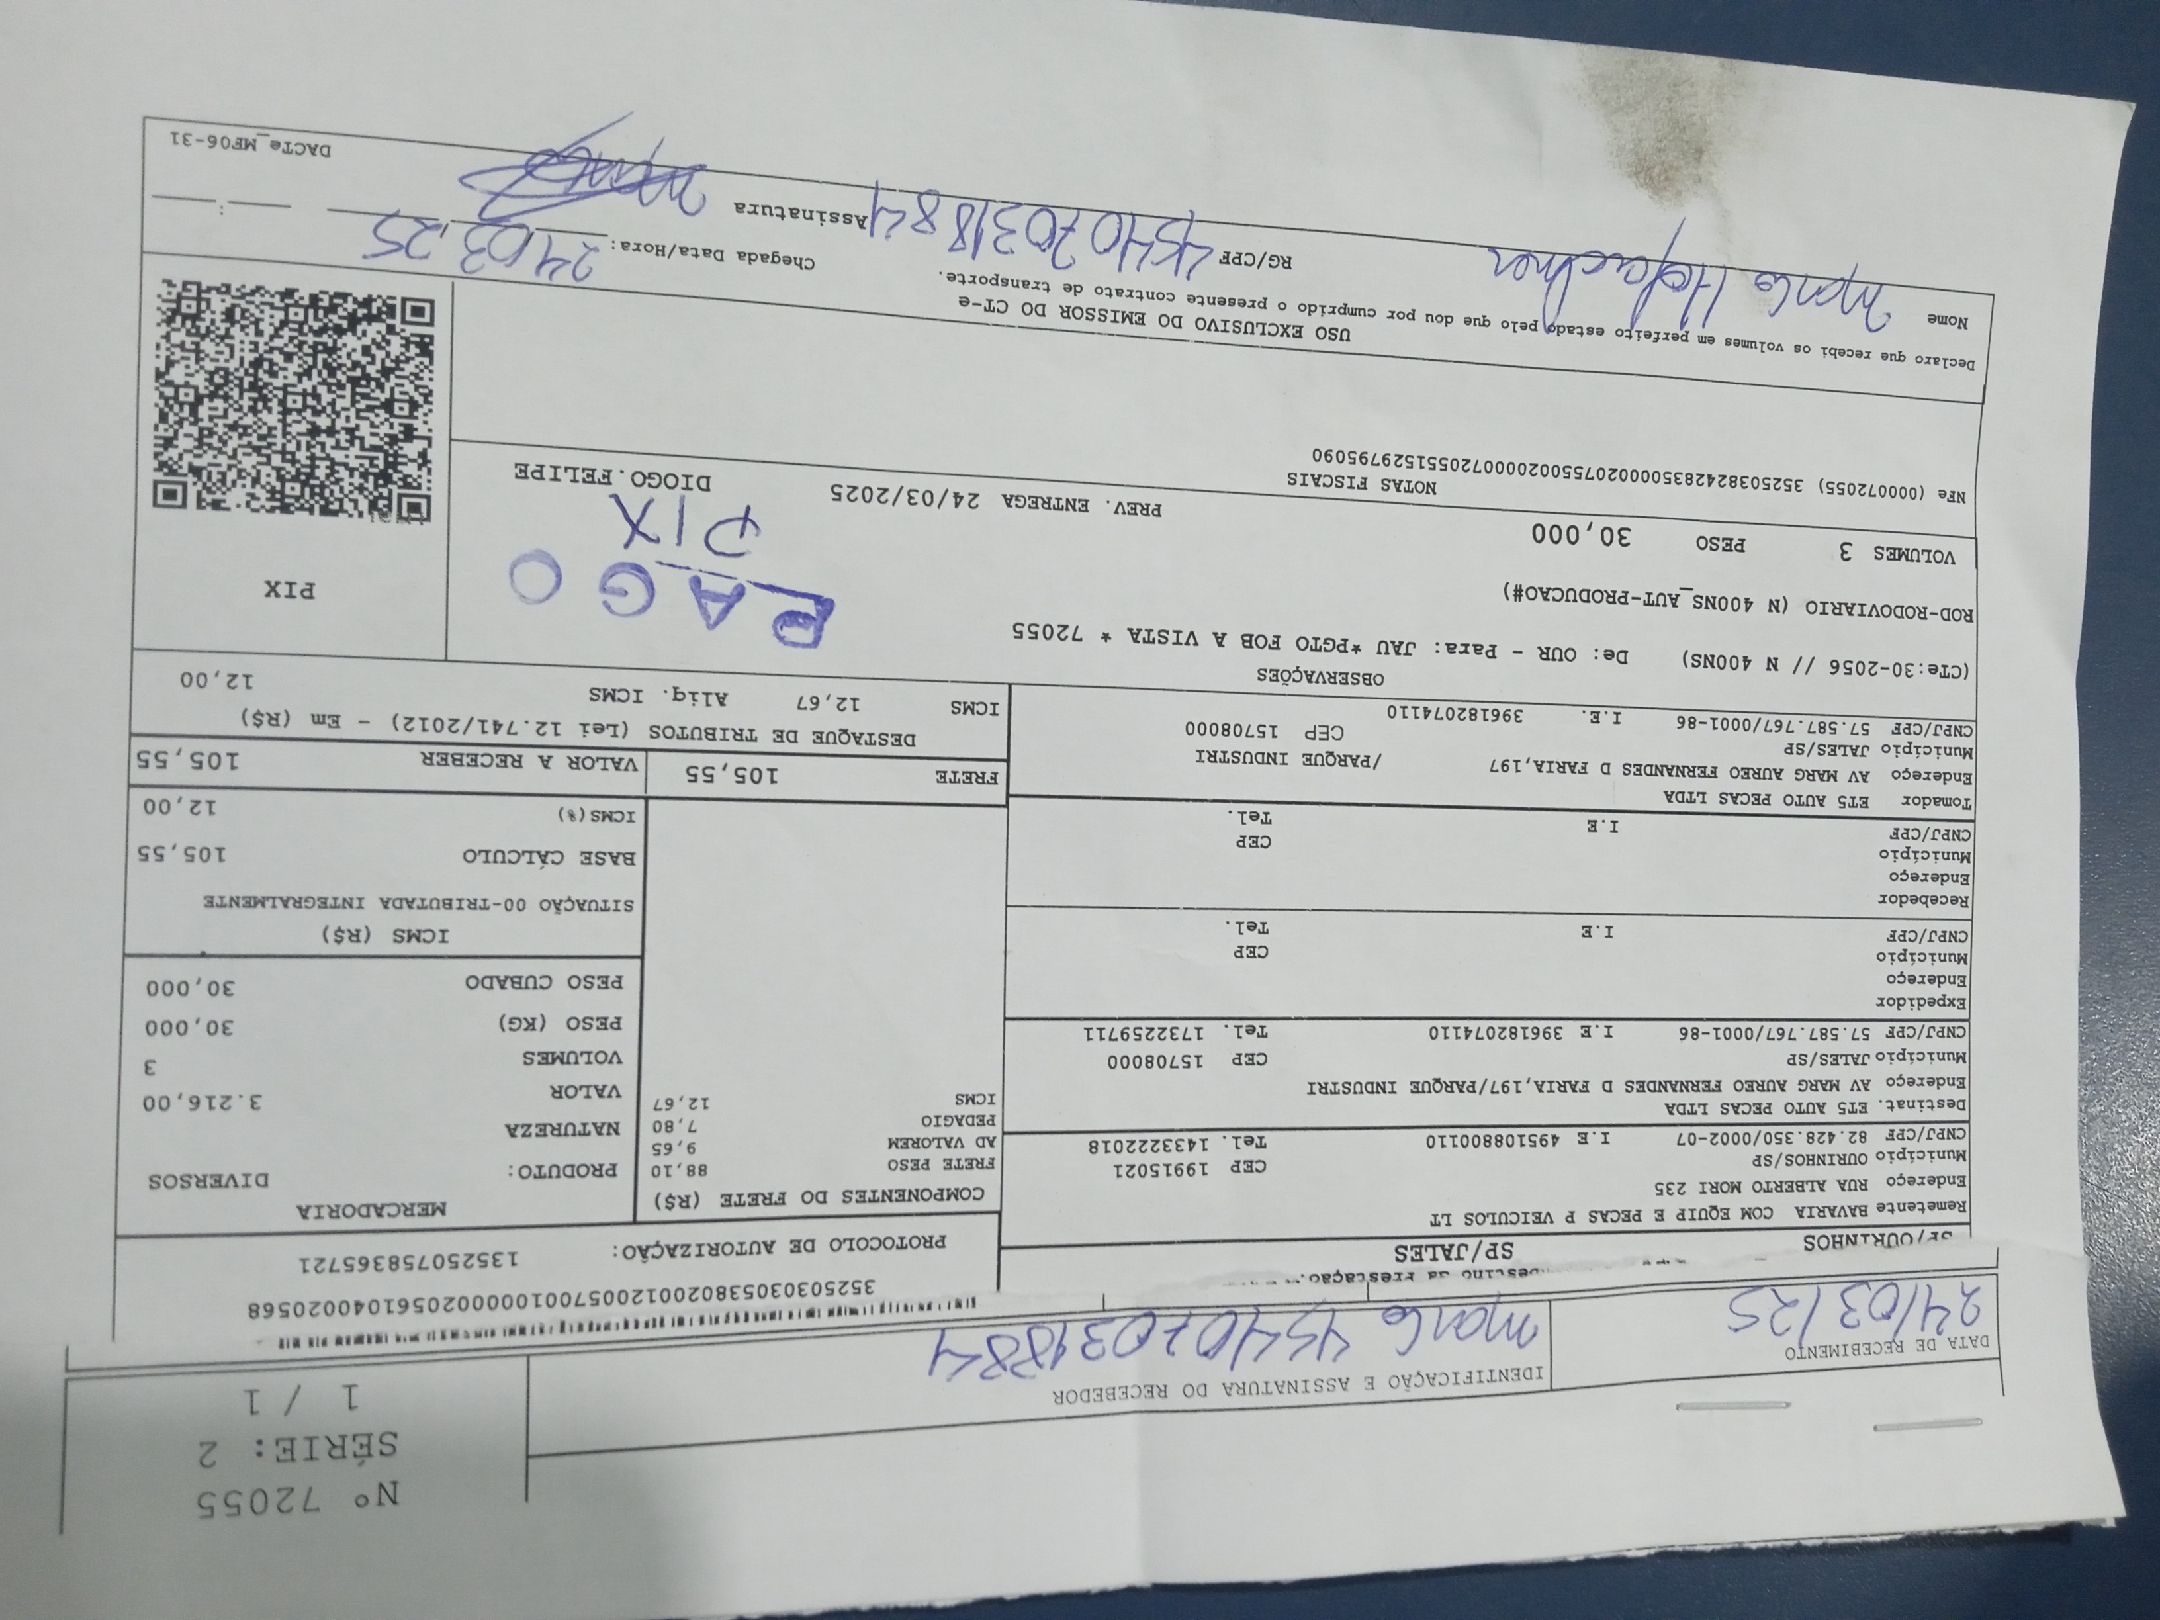 Nº 72055
SÉRIE: 2
1 / 1
DATA DE RECEBIMENTO
24/03/25
IDENTIFICAÇÃO E ASSINATURA DO RECEBEDOR
45407031884
Destino da Prestação
SP/OURINHOS
SP/JALES
Remetente BAVARIA COM EQUIP E PECAS P VEICULOS LT
Endereço RUA ALBERTO MORI 235
Município OURINHOS/SP CEP 19915021
CNPJ/CPF 82.428.350/0002-07 I.E 495108800110 Tel. 1433222018
Destinat. ET5 AUTO PECAS LTDA
Endereço AV MARG AUREO FERNANDES D FARIA,197/PARQUE INDUSTRI
Município JALES/SP CEP 15708000
CNPJ/CPF 57.587.767/0001-86 I.E 396182074110 Tel. 1732259711
Expedidor
Endereço
Município CEP
CNPJ/CPF I.E Tel.
Recebedor
Endereço
Município CEP
CNPJ/CPF I.E Tel.
Tomador ET5 AUTO PECAS LTDA
Endereço AV MARG AUREO FERNANDES D FARIA,197 /PARQUE INDUSTRI
Município JALES/SP CEP 15708000
CNPJ/CPF 57.587.767/0001-86 I.E. 396182074110
35250303053802001200570010000020561040020568
PROTOCOLO DE AUTORIZAÇÃO: 135250758365721
COMPONENTES DO FRETE (R$)
FRETE PESO 88,10
AD VALOREM 9,65
PEDAGIO 7,80
ICMS 12,67
MERCADORIA
PRODUTO: DIVERSOS
NATUREZA
VALOR 3.216,00
VOLUMES 3
PESO (KG) 30,000
PESO CUBADO 30,000
ICMS (R$)
SITUAÇÃO 00-TRIBUTADA INTEGRALMENTE
BASE CÁLCULO 105,55
ICMS(%) 12,00
FRETE 105,55 VALOR A RECEBER 105,55
DESTAQUE DE TRIBUTOS (Lei 12.741/2012) - Em (R$)
ICMS 12,67 Aliq. ICMS 12,00
OBSERVAÇÕES
(CTe:30-2056 // N 400NS) De: OUR - Para: JAU *PGTO FOB A VISTA * 72055
ROD-RODOVIARIO (N 400NS_AUT-PRODUCAO#)
VOLUMES 3 PESO 30,000
PREV. ENTREGA 24/03/2025 DIOGO.FELIPE
PAGO
PIX
PIX
NOTAS FISCAIS
NFe (00072055) 35250382428350000207550020000720551529795090
USO EXCLUSIVO DO EMISSOR DO CT-e
Declaro que recebi os volumes em perfeito estado pelo que dou por cumprido o presente contrato de transporte.
Chegada Data/Hora: 24/03/25 __:__
Nome
RG/CPF 45407031884 Assinatura
DACTe_MF06-31